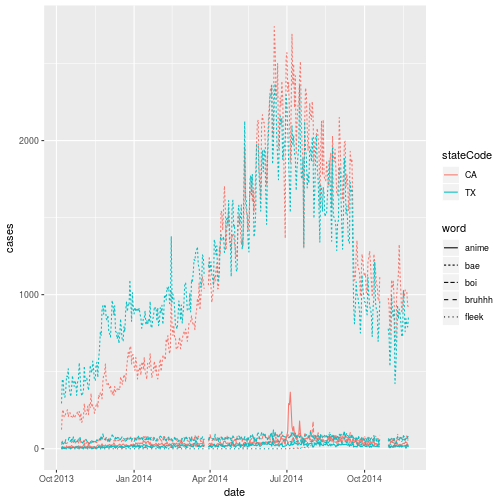 cases
2000
1000
0
Oct 2013
Jan 2014
Apr 2014
Jul 2014
Oct 2014
date
stateCode
CA
TX
word
anime
bae
boi
bruhhh
fleek